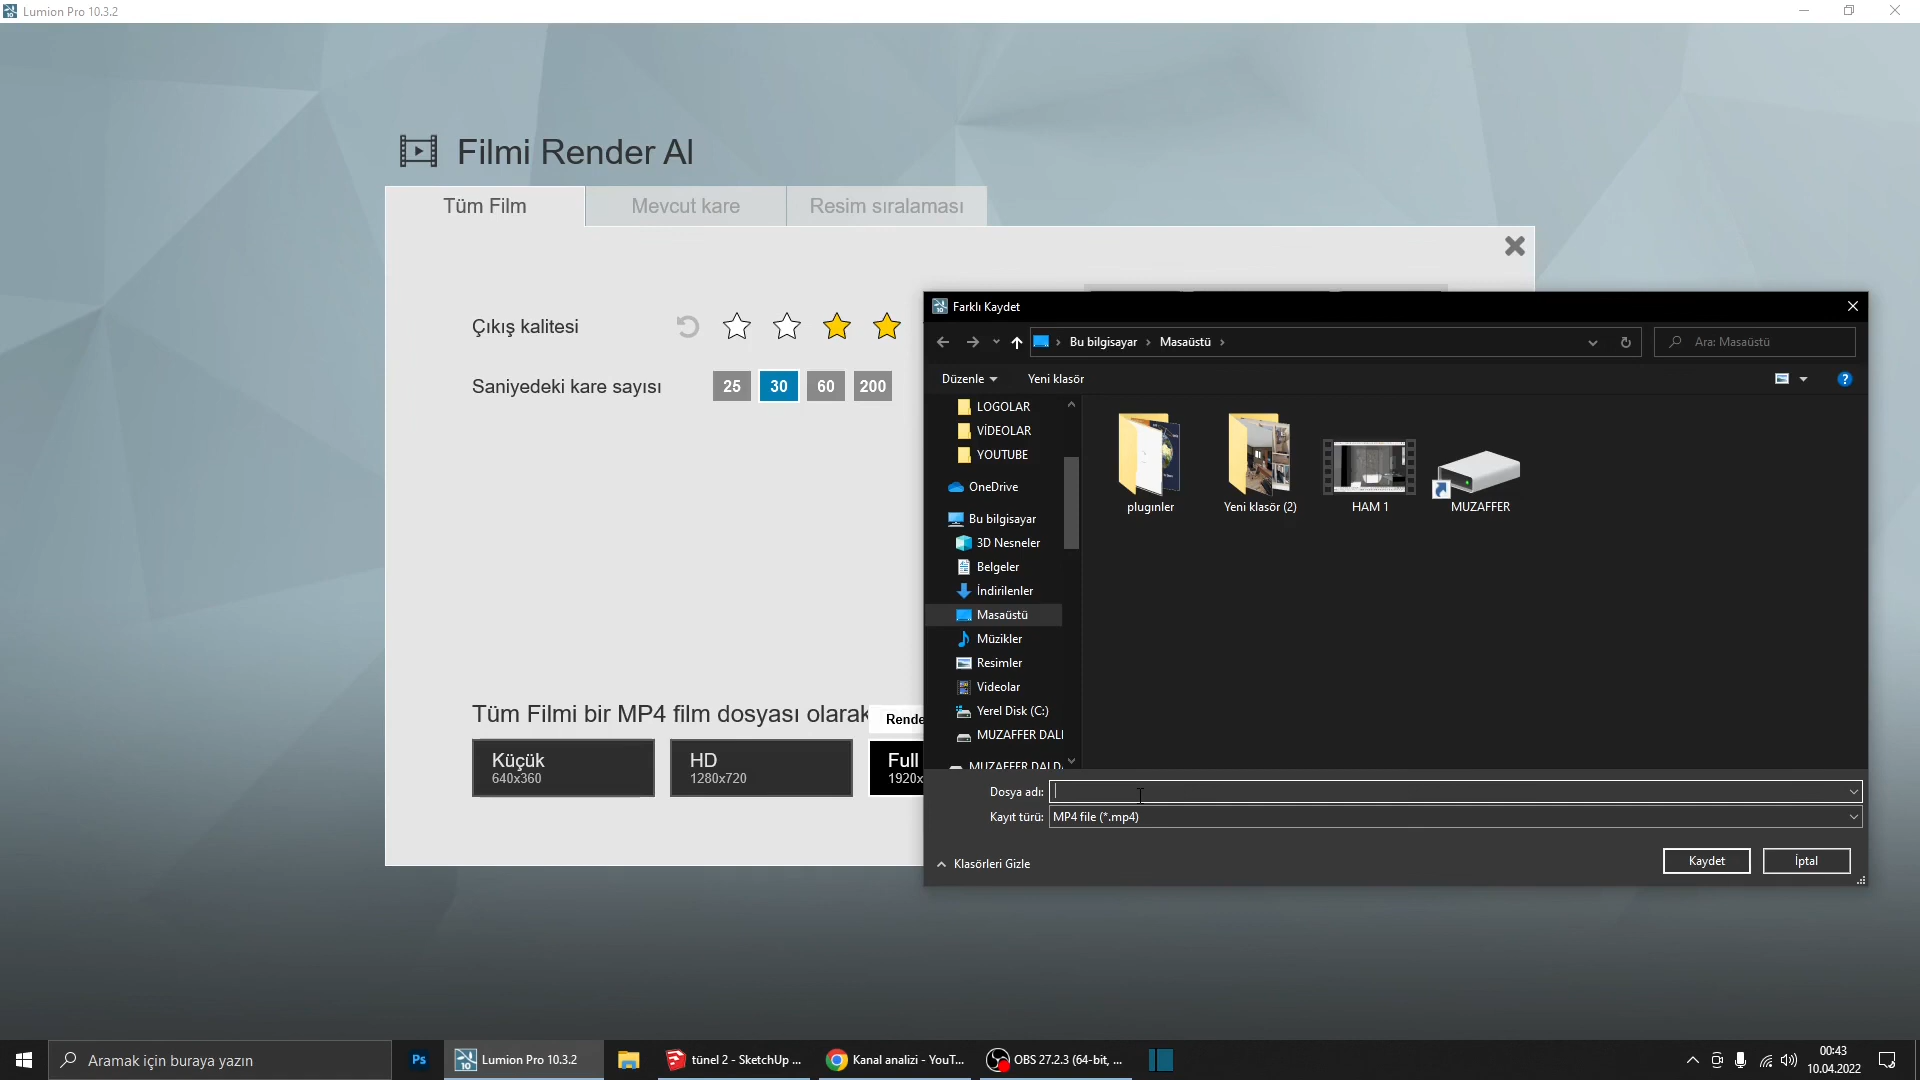 Lumion Pro 10.3.2
Filmi Render Al
Tüm Film
Mevcut kare
Resim sıralaması
Çıkış kalitesi
Saniyedeki kare sayısı
25
30
60
200
Tüm Filmi bir MP4 film dosyası olarak
Rende
Küçük
640x360
HD
1280x720
Full
1920x
Farklı Kaydet
Bu bilgisayar
Masaüstü
Ara: Masaüstü
Düzenle
Yeni klasör
LOGOLAR
VİDEOLAR
YOUTUBE
OneDrive
Bu bilgisayar
3D Nesneler
Belgeler
İndirilenler
Masaüstü
Müzikler
Resimler
Videolar
Yerel Disk (C:)
MUZAFFER DAL
MUZAFFER DALD
plugınler
Yeni klasör (2)
HAM 1
MUZAFFER
Dosya adı:
Kayıt türü:
MP4 file (*.mp4)
Klasörleri Gizle
Kaydet
İptal
Aramak için buraya yazın
Ps
Lumion Pro 10.3.2
tünel 2 - SketchUp ...
Kanal analizi - YouT...
OBS 27.2.3 (64-bit, ...
00:43
10.04.2022